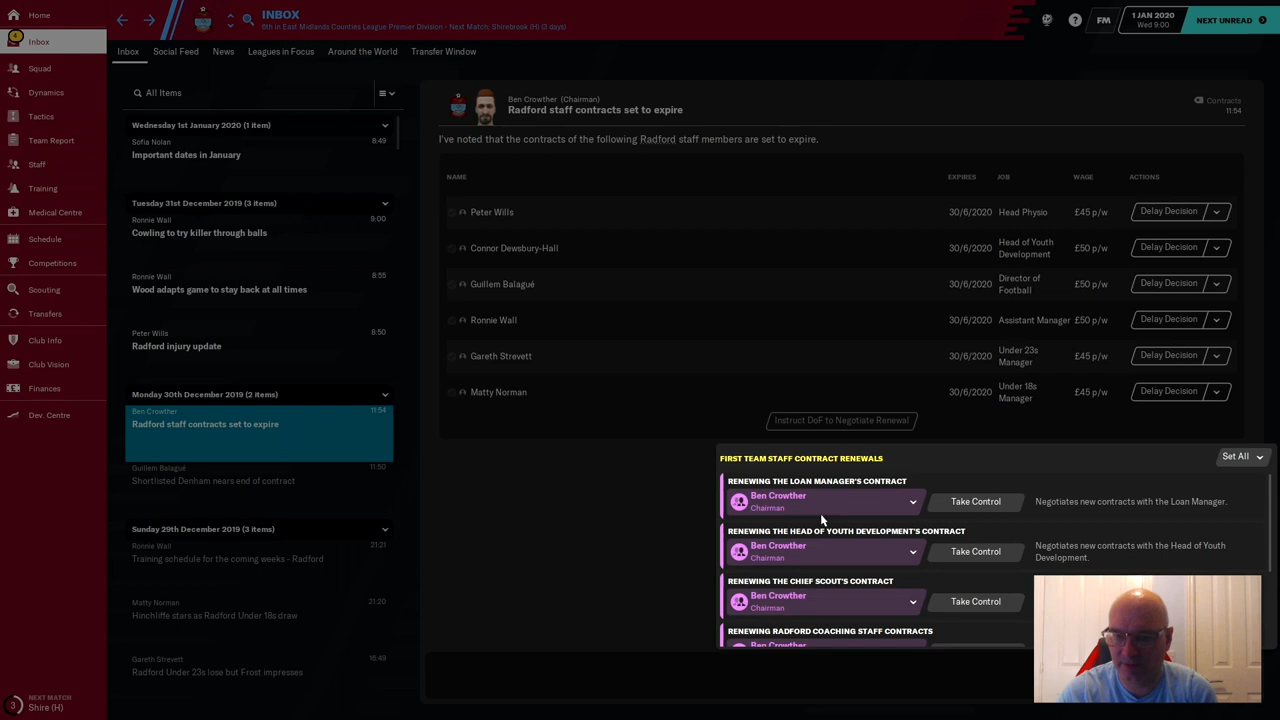 Home
INBOX
8th in East Midlands Counties League Premier Division - Next Match: Shirebrook (H) (3 days)
FM
1 JAN 2020
Wed 9:00
NEXT UNREAD
4
Inbox
Squad
Dynamics
Tactics
Team Report
Staff
Training
Medical Centre
Schedule
Competitions
Scouting
Transfers
Club Info
Club Vision
Finances
Dev. Centre
3
NEXT MATCH
Shire (H)
Inbox
Social Feed
News
Leagues in Focus
Around the World
Transfer Window
All Items
Wednesday 1st January 2020 (1 item)
Sofia Nolan
8:49
Important dates in January
Tuesday 31st December 2019 (3 items)
Ronnie Wall
9:00
Cowling to try killer through balls
Ronnie Wall
8:55
Wood adapts game to stay back at all times
Peter Wills
8:50
Radford injury update
Monday 30th December 2019 (2 items)
Ben Crowther
11:54
Radford staff contracts set to expire
Guillem Balagué
11:50
Shortlisted Denham nears end of contract
Sunday 29th December 2019 (3 items)
Ronnie Wall
21:21
Training schedule for the coming weeks - Radford
Matty Norman
21:20
Hinchliffe stars as Radford Under 18s draw
Gareth Strevett
16:49
Radford Under 23s lose but Frost impresses
Ben Crowther (Chairman)
Radford staff contracts set to expire
Contracts
11:54
I've noted that the contracts of the following Radford staff members are set to expire.
NAME EXPIRES JOB WAGE ACTIONS
Peter Wills 30/6/2020 Head Physio £45 p/w Delay Decision
Connor Dewsbury-Hall 30/6/2020 Head of Youth Development £50 p/w Delay Decision
Guillem Balagué 30/6/2020 Director of Football £50 p/w Delay Decision
Ronnie Wall 30/6/2020 Assistant Manager £50 p/w Delay Decision
Gareth Strevett 30/6/2020 Under 23s Manager £45 p/w Delay Decision
Matty Norman 30/6/2020 Under 18s Manager £45 p/w Delay Decision
Instruct DoF to Negotiate Renewal
FIRST TEAM STAFF CONTRACT RENEWALS
Set All
RENEWING THE LOAN MANAGER'S CONTRACT
Ben Crowther
Chairman
Take Control
Negotiates new contracts with the Loan Manager.
RENEWING THE HEAD OF YOUTH DEVELOPMENT'S CONTRACT
Ben Crowther
Chairman
Take Control
Negotiates new contracts with the Head of Youth
Development.
RENEWING THE CHIEF SCOUT'S CONTRACT
Ben Crowther
Chairman
Take Control
RENEWING RADFORD COACHING STAFF CONTRACTS
Ben Crowther